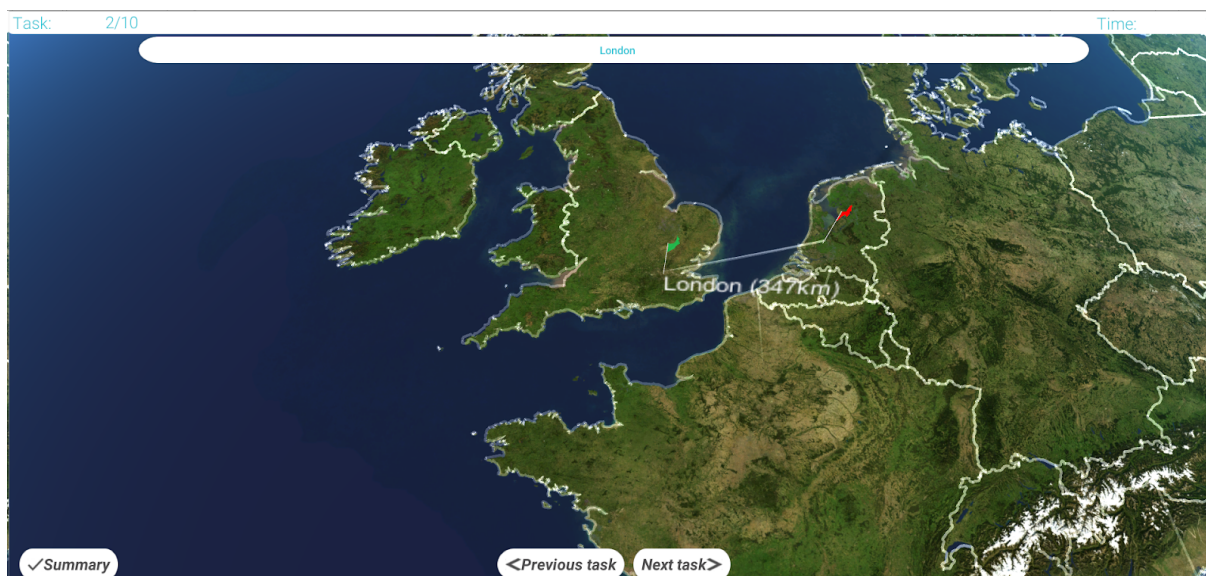 Task: 2/10 Time:
London
London (347km)
✓Summary
<Previous task
Next task>